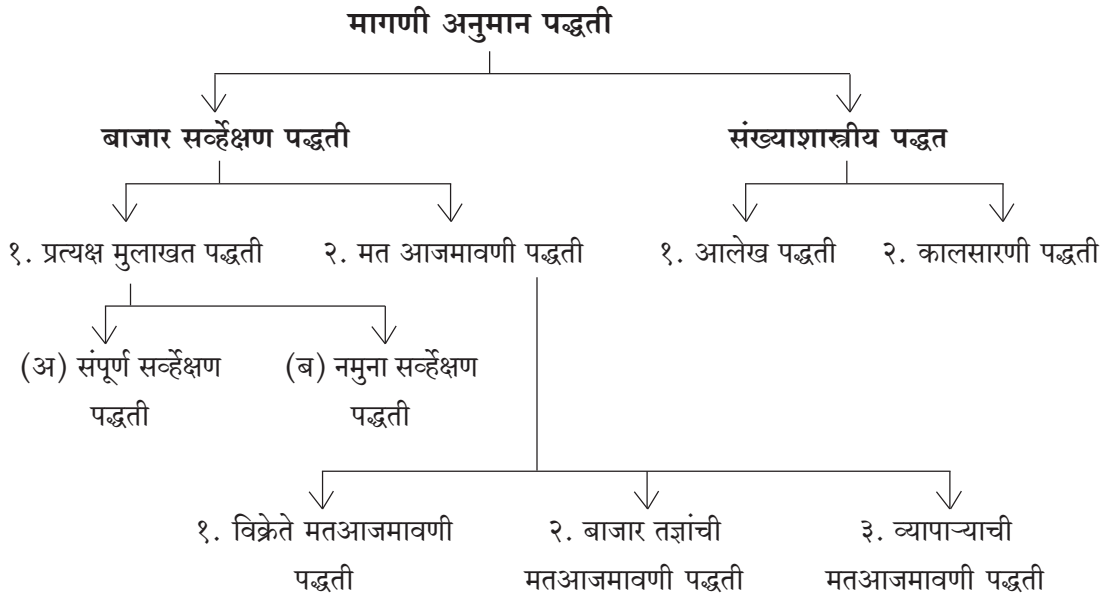 मागणी अनुमान पद्धती
बाजार सर्व्हेक्षण पद्धती
संख्याशास्त्रीय पद्धत
१. प्रत्यक्ष मुलाखत पद्धती
२. मत आजमावणी पद्धती
१. आलेख पद्धती
२. कालसारणी पद्धती
(अ) संपूर्ण सर्व्हेक्षण
पद्धती
(ब) नमुना सर्व्हेक्षण
पद्धती
१. विक्रेते मतआजमावणी
पद्धती
२. बाजार तज्ञांची
मतआजमावणी पद्धती
३. व्यापाऱ्याची
मतआजमावणी पद्धती